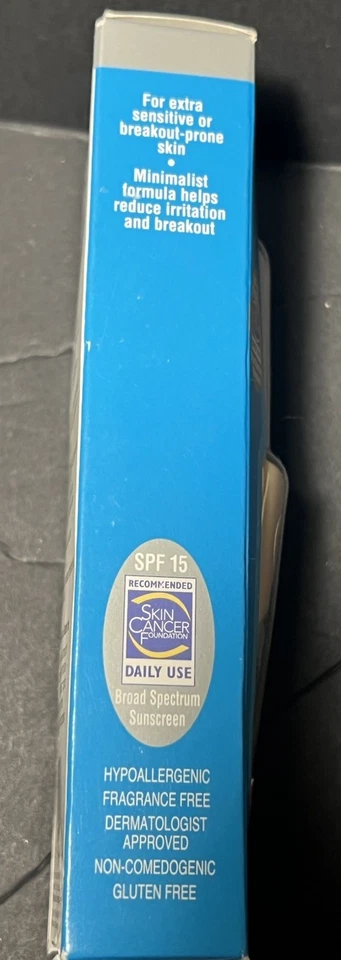 For extra
sensitive or
breakout-prone
skin
•
Minimalist
formula helps
reduce irritation
and breakout
SPF 15
RECOMMENDED
SKIN
CANCER
FOUNDATION
DAILY USE
Broad Spectrum
Sunscreen
HYPOALLERGENIC
FRAGRANCE FREE
DERMATOLOGIST
APPROVED
NON-COMEDOGENIC
GLUTEN FREE